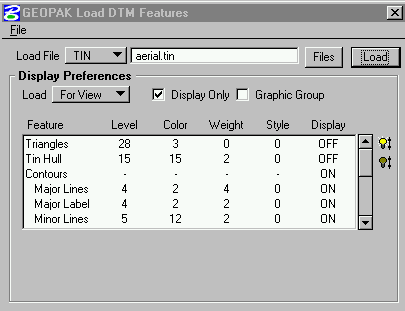 GEOPAK Load DTM Features
File
Load File TIN aerial.tin Files Load
Display Preferences
Load For View Display Only Graphic Group
Feature Level Color Weight Style Display
Triangles 28 3 0 0 OFF
Tin Hull 15 15 2 0 OFF
Contours - - - - ON
Major Lines 4 2 4 0 ON
Major Label 4 2 2 0 ON
Minor Lines 5 12 2 0 ON